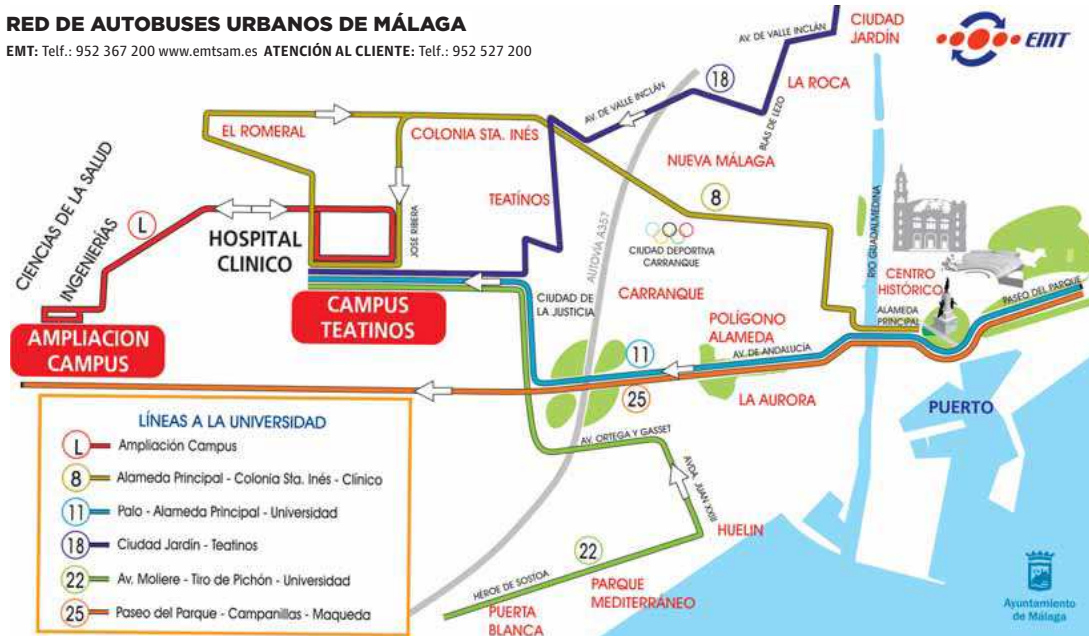 RED DE AUTOBUSES URBANOS DE MÁLAGA
EMT: Telf.: 952 367 200 www.emtsam.es ATENCIÓN AL CLIENTE: Telf.: 952 527 200
CIUDAD
JARDÍN
EMT
AV. DE VALLE INCLÁN
18
LA ROCA
AV. DE VALLE INCLÁN
BLAS DE LEZO
EL ROMERAL
COLONIA STA. INÉS
NUEVA MÁLAGA
CIENCIAS DE LA SALUD
INGENIERÍAS
L
TEATÍNOS
8
JOSE RIBERA
HOSPITAL
CLINICO
AUTOVIA A357
CIUDAD DEPORTIVA
CARRANQUE
RIO GUADALMEDINA
CENTRO
HISTÓRICO
PASEO DEL PARQUE
CARRANQUE
CIUDAD DE
LA JUSTICIA
ALAMEDA
PRINCIPAL
CAMPUS
TEATINOS
AMPLIACION
CAMPUS
POLÍGONO
ALAMEDA
AV. DE ANDALUCÍA
11
25
LA AURORA
PUERTO
AV. ORTEGA Y GASSET
AVDA. JUAN XXIII
HUELIN
22
HÉROE DE SOSTOA
PARQUE
MEDITERRÁNEO
PUERTA
BLANCA
LÍNEAS A LA UNIVERSIDAD
L Ampliación Campus
8 Alameda Principal - Colonía Sta. Inés - Clínico
11 Palo - Alameda Principal - Universidad
18 Ciudad Jardín - Teatinos
22 Av. Moliere - Tiro de Pichón - Universidad
25 Paseo del Parque - Campanillas - Maqueda
Ayuntamiento
de Málaga